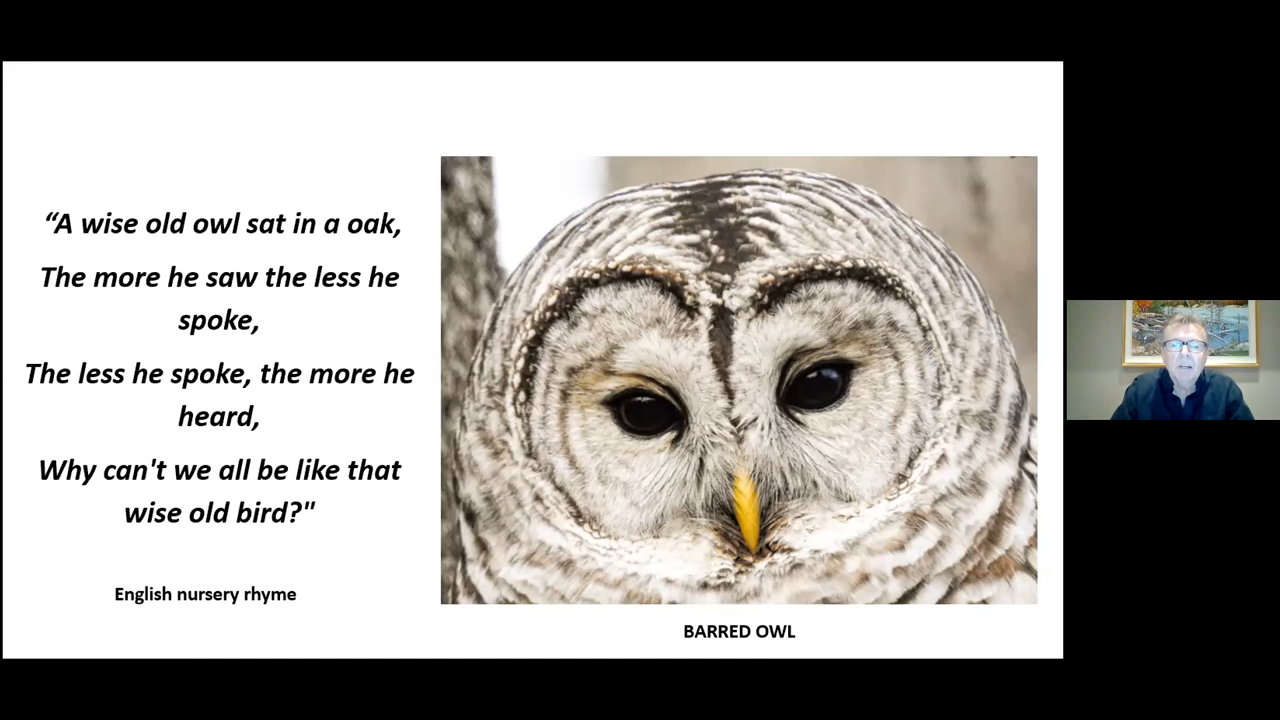 “A wise old owl sat in a oak,
The more he saw the less he
spoke,
The less he spoke, the more he
heard,
Why can't we all be like that
wise old bird?"
English nursery rhyme
BARRED OWL